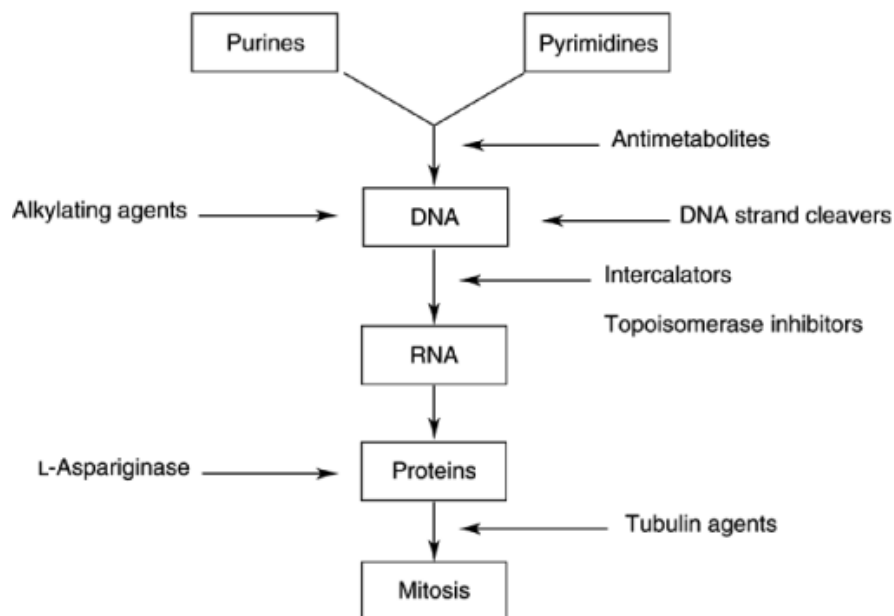 Purines
Pyrimidines
Antimetabolites
Alkylating agents
DNA
DNA strand cleavers
Intercalators
Topoisomerase inhibitors
RNA
L-Aspariginase
Proteins
Tubulin agents
Mitosis